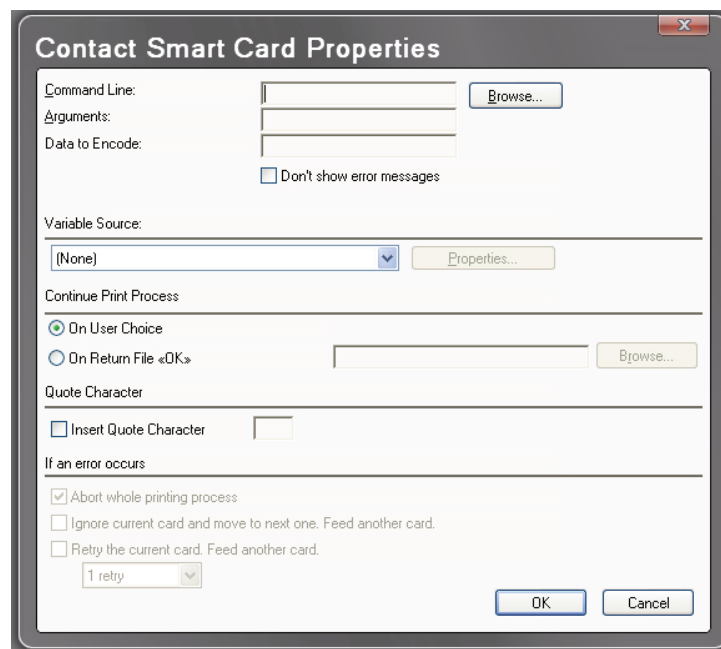 Contact Smart Card Properties
Command Line:
Browse...
Arguments:
Data to Encode:
Don't show error messages
Variable Source:
(None)
Properties...
Continue Print Process
On User Choice
On Return File «OK»
Browse...
Quote Character
Insert Quote Character
If an error occurs
Abort whole printing process
Ignore current card and move to next one. Feed another card.
Retry the current card. Feed another card.
1 retry
OK Cancel